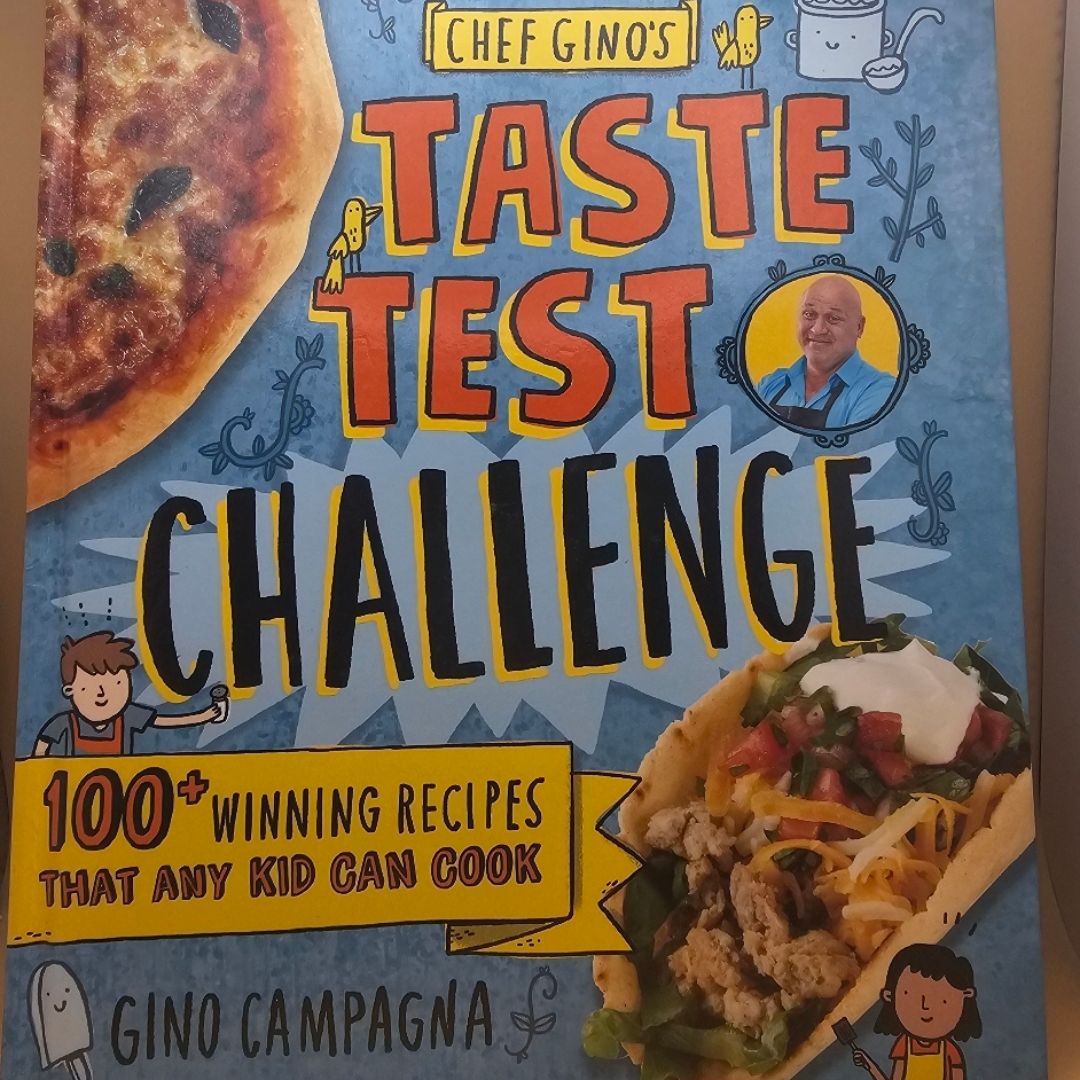 CHEF GINO'S
TASTE
TEST
CHALLENGE
100+ WINNING RECIPES
THAT ANY KID CAN COOK
GINO CAMPAGNA